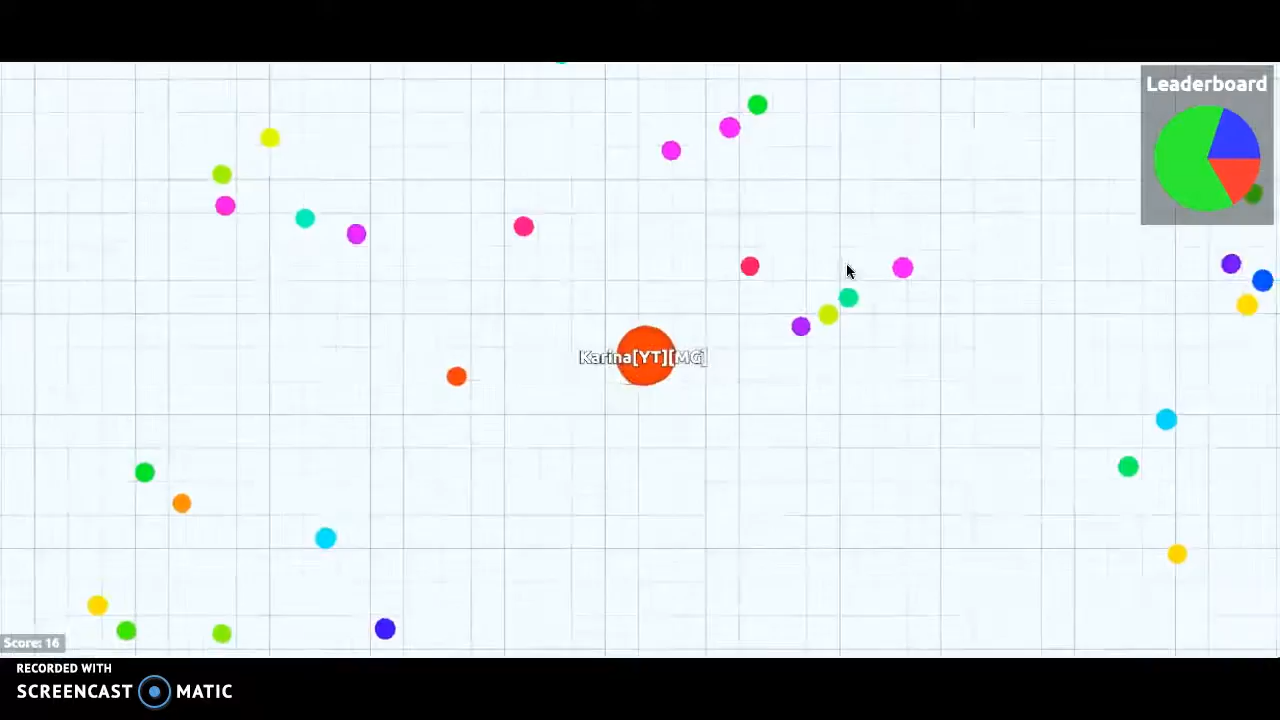 Leaderboard
Karina[YT][MG]
Score: 16
RECORDED WITH
SCREENCAST MATIC